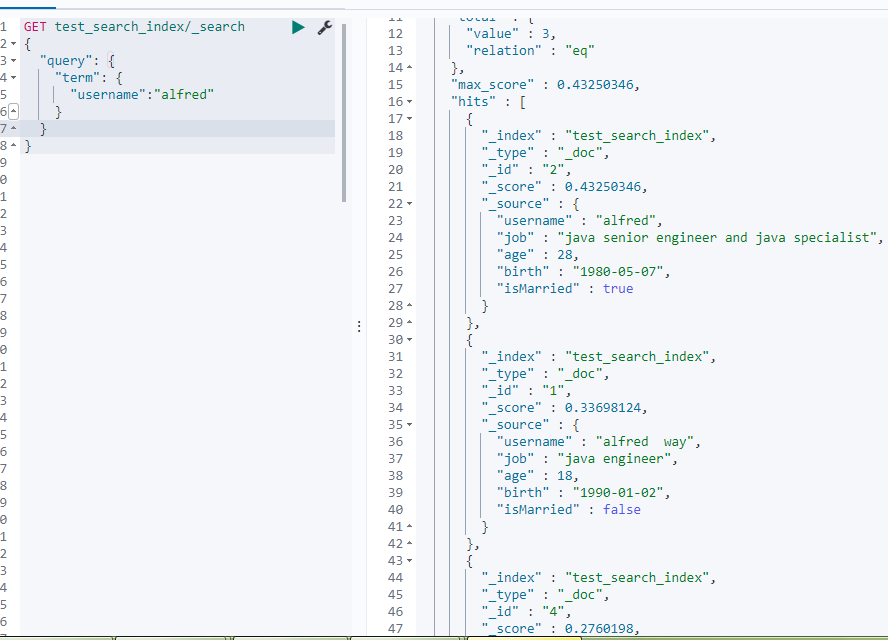 1 GET test_search_index/_search
2 {
3 "query": {
4 "term": {
5 "username":"alfred"
6 }
7 }
8 }
9
0
1
2
3
4
5
6
7
8
9
0
1
2
3
4
5
6
7
8
9
0
1
2
3
4
5
6
12 "value" : 3,
13 "relation" : "eq"
14 },
15 "max_score" : 0.43250346,
16 "hits" : [
17 {
18 "_index" : "test_search_index",
19 "_type" : "_doc",
20 "_id" : "2",
21 "_score" : 0.43250346,
22 "_source" : {
23 "username" : "alfred",
24 "job" : "java senior engineer and java specialist",
25 "age" : 28,
26 "birth" : "1980-05-07",
27 "isMarried" : true
28 }
29 },
30 {
31 "_index" : "test_search_index",
32 "_type" : "_doc",
33 "_id" : "1",
34 "_score" : 0.33698124,
35 "_source" : {
36 "username" : "alfred  way",
37 "job" : "java engineer",
38 "age" : 18,
39 "birth" : "1990-01-02",
40 "isMarried" : false
41 }
42 },
43 {
44 "_index" : "test_search_index",
45 "_type" : "_doc",
46 "_id" : "4",
47 "_score" : 0.2760198,